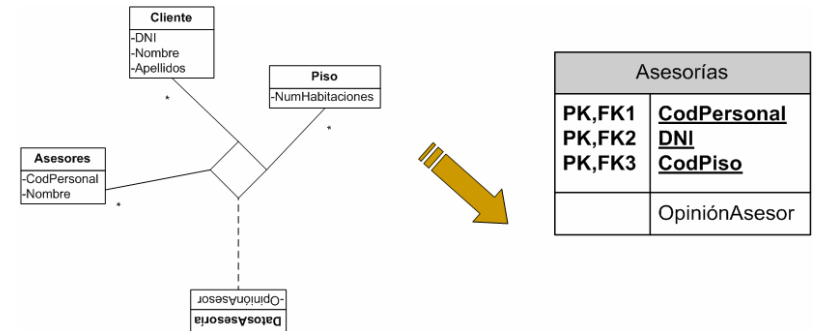 Cliente
-DNI
-Nombre
-Apellidos
*
Piso
-NumHabitaciones
*
Asesores
-CodPersonal
-Nombre
*
DatosAsesoria
-OpiniónAsesor
Asesorías
PK,FK1 CodPersonal
PK,FK2 DNI
PK,FK3 CodPiso
OpiniónAsesor